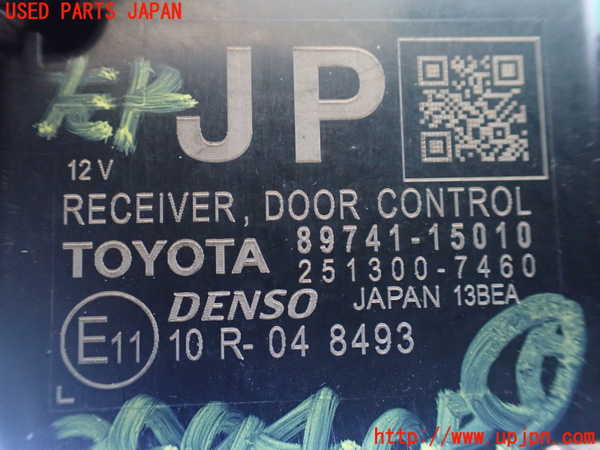 USED PARTS JAPAN
JP
12V
RECEIVER, DOOR CONTROL
TOYOTA 89741-15010
251300-7460
DENSO JAPAN 13BEA
E11 10 R-04 8493
http://www.upjpn.com